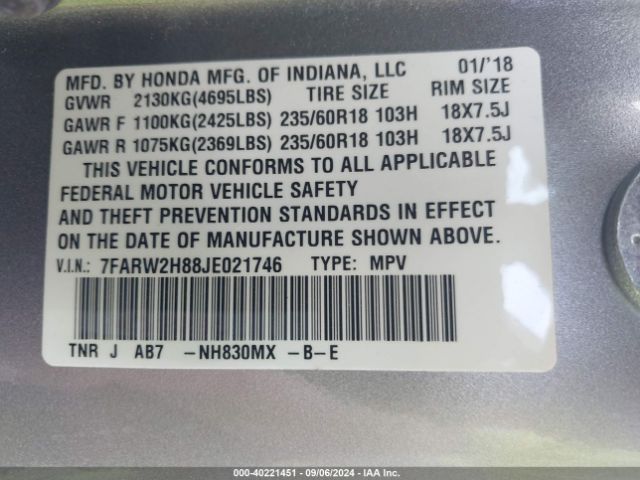 MFD. BY HONDA MFG. OF INDIANA, LLC 01/'18
GVWR 2130KG(4695LBS) TIRE SIZE RIM SIZE
GAWR F 1100KG(2425LBS) 235/60R18 103H 18X7.5J
GAWR R 1075KG(2369LBS) 235/60R18 103H 18X7.5J
THIS VEHICLE CONFORMS TO ALL APPLICABLE
FEDERAL MOTOR VEHICLE SAFETY
AND THEFT PREVENTION STANDARDS IN EFFECT
ON THE DATE OF MANUFACTURE SHOWN ABOVE.
V.I.N.: 7FARW2H88JE021746 TYPE: MPV
TNR J AB7 -NH830MX -B-E
000-40221451 - 09/06/2024 - IAA Inc.